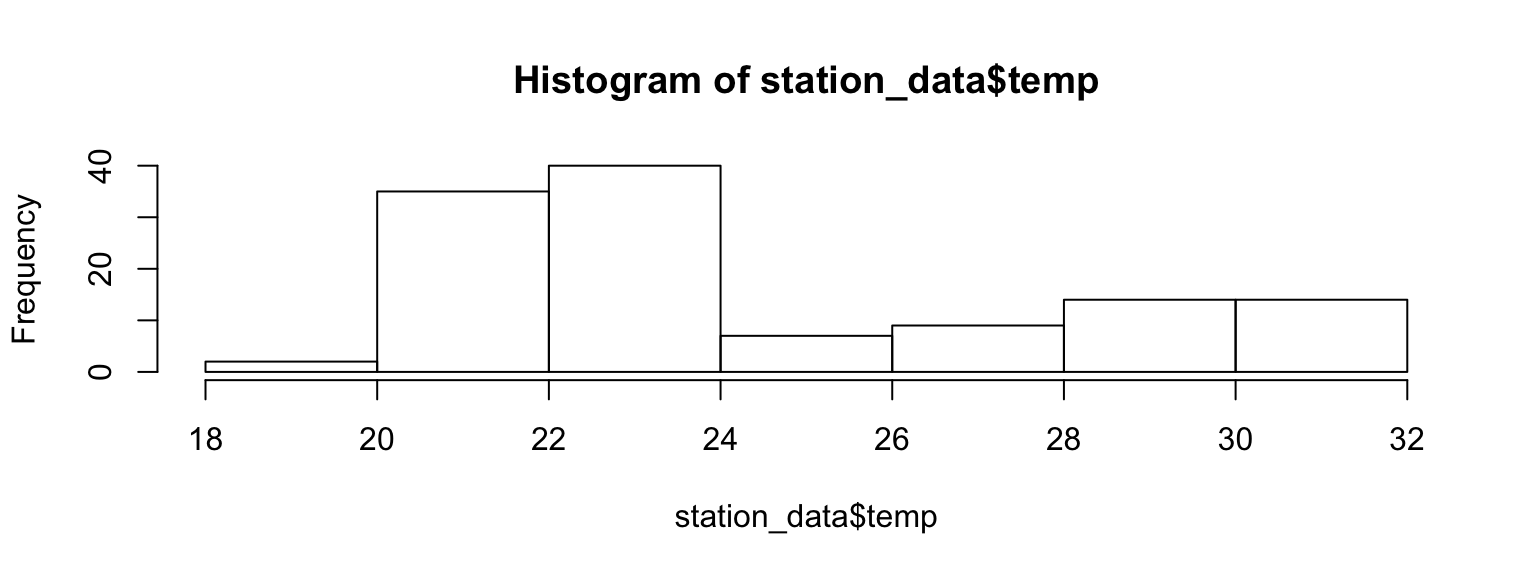 Histogram of station_data$temp
Frequency
40
20
0
18 20 22 24 26 28 30 32
station_data$temp